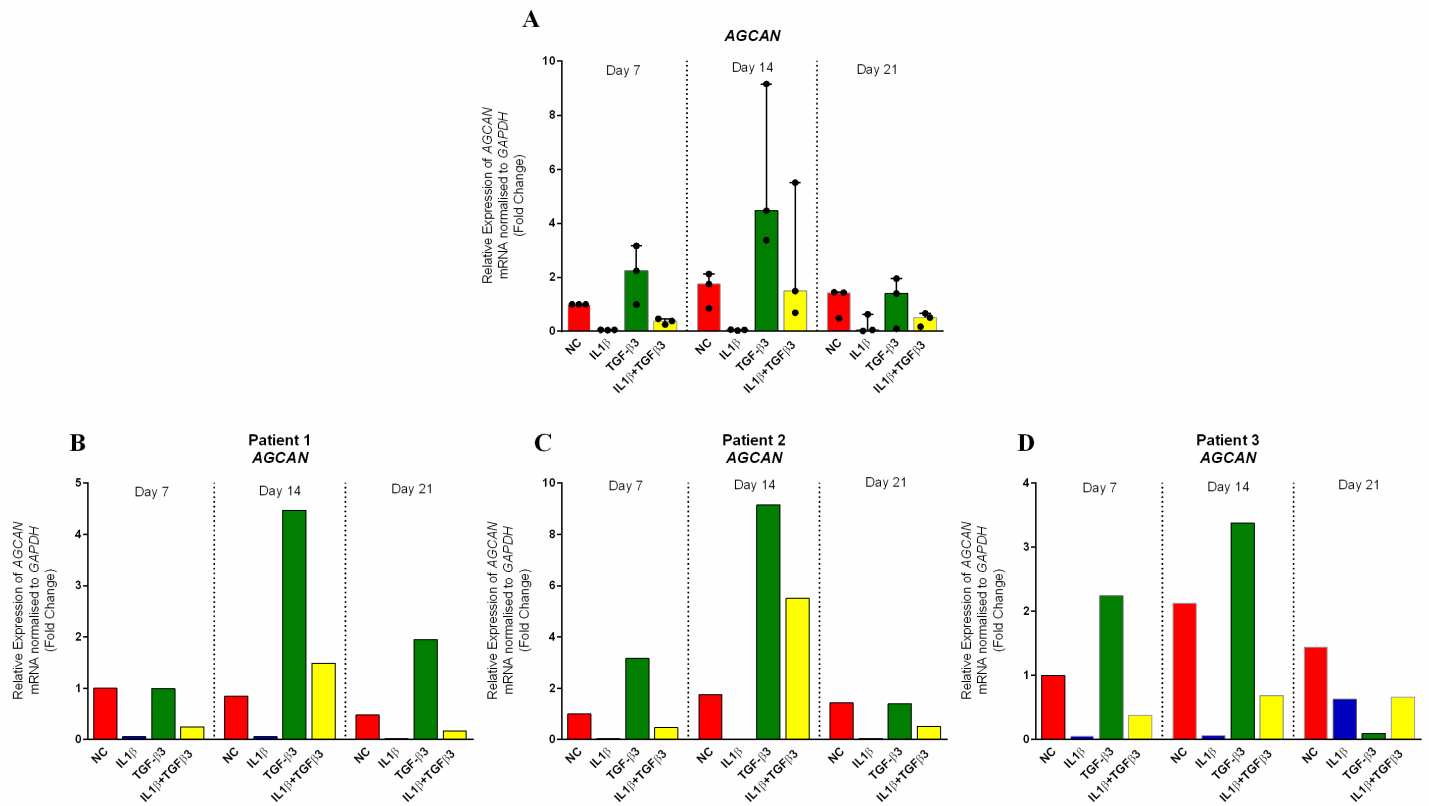 A
AGCAN
Relative Expression of AGCAN
mRNA normalised to GAPDH
(Fold Change)
10
8
6
4
2
0
Day 7
Day 14
Day 21
NC
IL1β
TGF-β3
IL1β+TGFβ3
NC
IL1β
TGF-β3
IL1β+TGFβ3
NC
IL1β
TGF-β3
IL1β+TGFβ3
B
Patient 1
AGCAN
Relative Expression of AGCAN
mRNA normalised to GAPDH
(Fold Change)
5
4
3
2
1
0
Day 7
Day 14
Day 21
NC
IL1β
TGF-β3
IL1β+TGFβ3
NC
IL1β
TGF-β3
IL1β+TGFβ3
NC
IL1β
TGF-β3
IL1β+TGFβ3
C
Patient 2
AGCAN
Relative Expression of AGCAN
mRNA normalised to GAPDH
(Fold Change)
10
8
6
4
2
0
Day 7
Day 14
Day 21
NC
IL1β
TGF-β3
IL1β+TGFβ3
NC
IL1β
TGF-β3
IL1β+TGFβ3
NC
IL1β
TGF-β3
IL1β+TGFβ3
D
Patient 3
AGCAN
Relative Expression of AGCAN
mRNA normalised to GAPDH
(Fold Change)
4
3
2
1
0
Day 7
Day 14
Day 21
NC
IL1β
TGF-β3
IL1β+TGFβ3
NC
IL1β
TGF-β3
IL1β+TGFβ3
NC
IL1β
TGF-β3
IL1β+TGFβ3